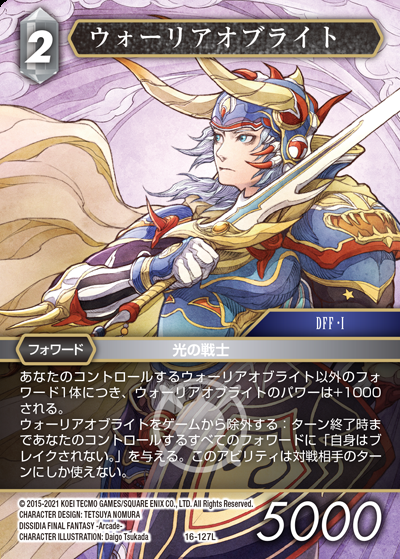 2
ウォーリアオブライト
DFF・I
フォワード
光の戦士
あなたのコントロールするウォーリアオブライト以外のフォ
ワード1体につき、ウォーリアオブライトのパワーは+1000
される。
ウォーリアオブライトをゲームから除外する：ターン終了時ま
であなたのコントロールするすべてのフォワードに「自身はブ
レイクされない。」を与える。このアビリティは対戦相手のター
ンにしか使えない。
© 2015-2021 KOEI TECMO GAMES/SQUARE ENIX CO., LTD. All Rights Reserved.
CHARACTER DESIGN: TETSUYA NOMURA
DISSIDIA FINAL FANTASY -Arcade-
CHARACTER ILLUSTRATION: Daigo Tsukada
16-127L
5000